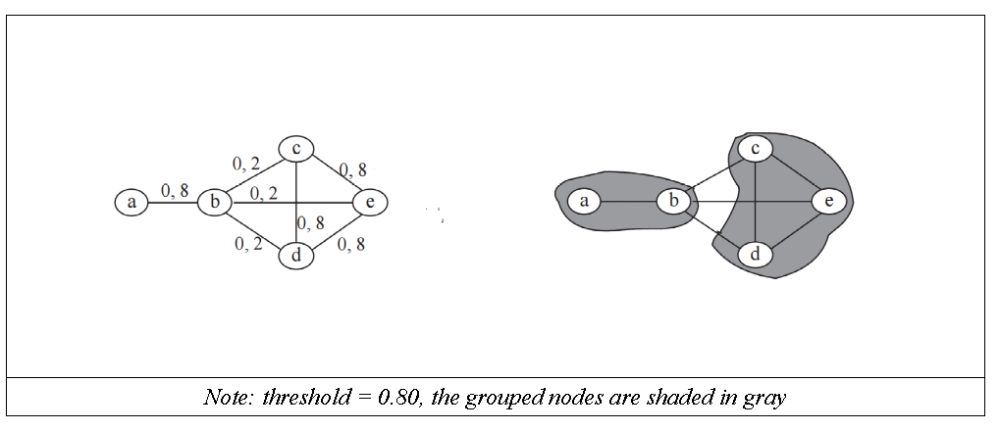 c
0, 2
0, 8
a
0, 8
b
0, 2
e
0, 8
0, 2
d
0, 8
c
a
b
e
d
Note: threshold = 0.80, the grouped nodes are shaded in gray